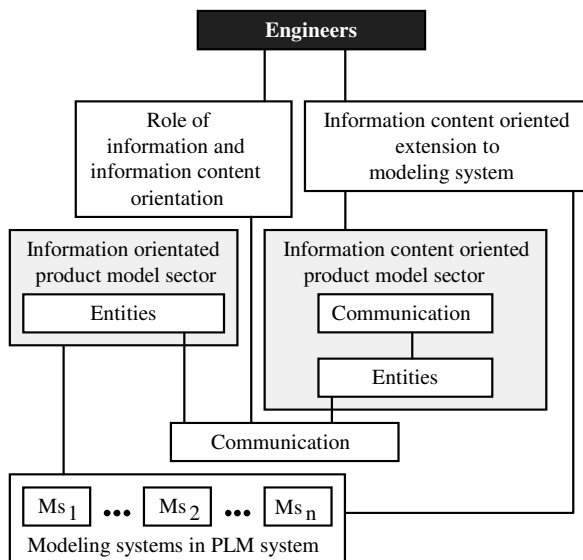 Engineers
Role of
information and
information content
orientation
Information content oriented
extension to
modeling system
Information orientated
product model sector
Entities
Information content oriented
product model sector
Communication
Entities
Communication
Ms1 ••• Ms2 ••• Msn
Modeling systems in PLM system